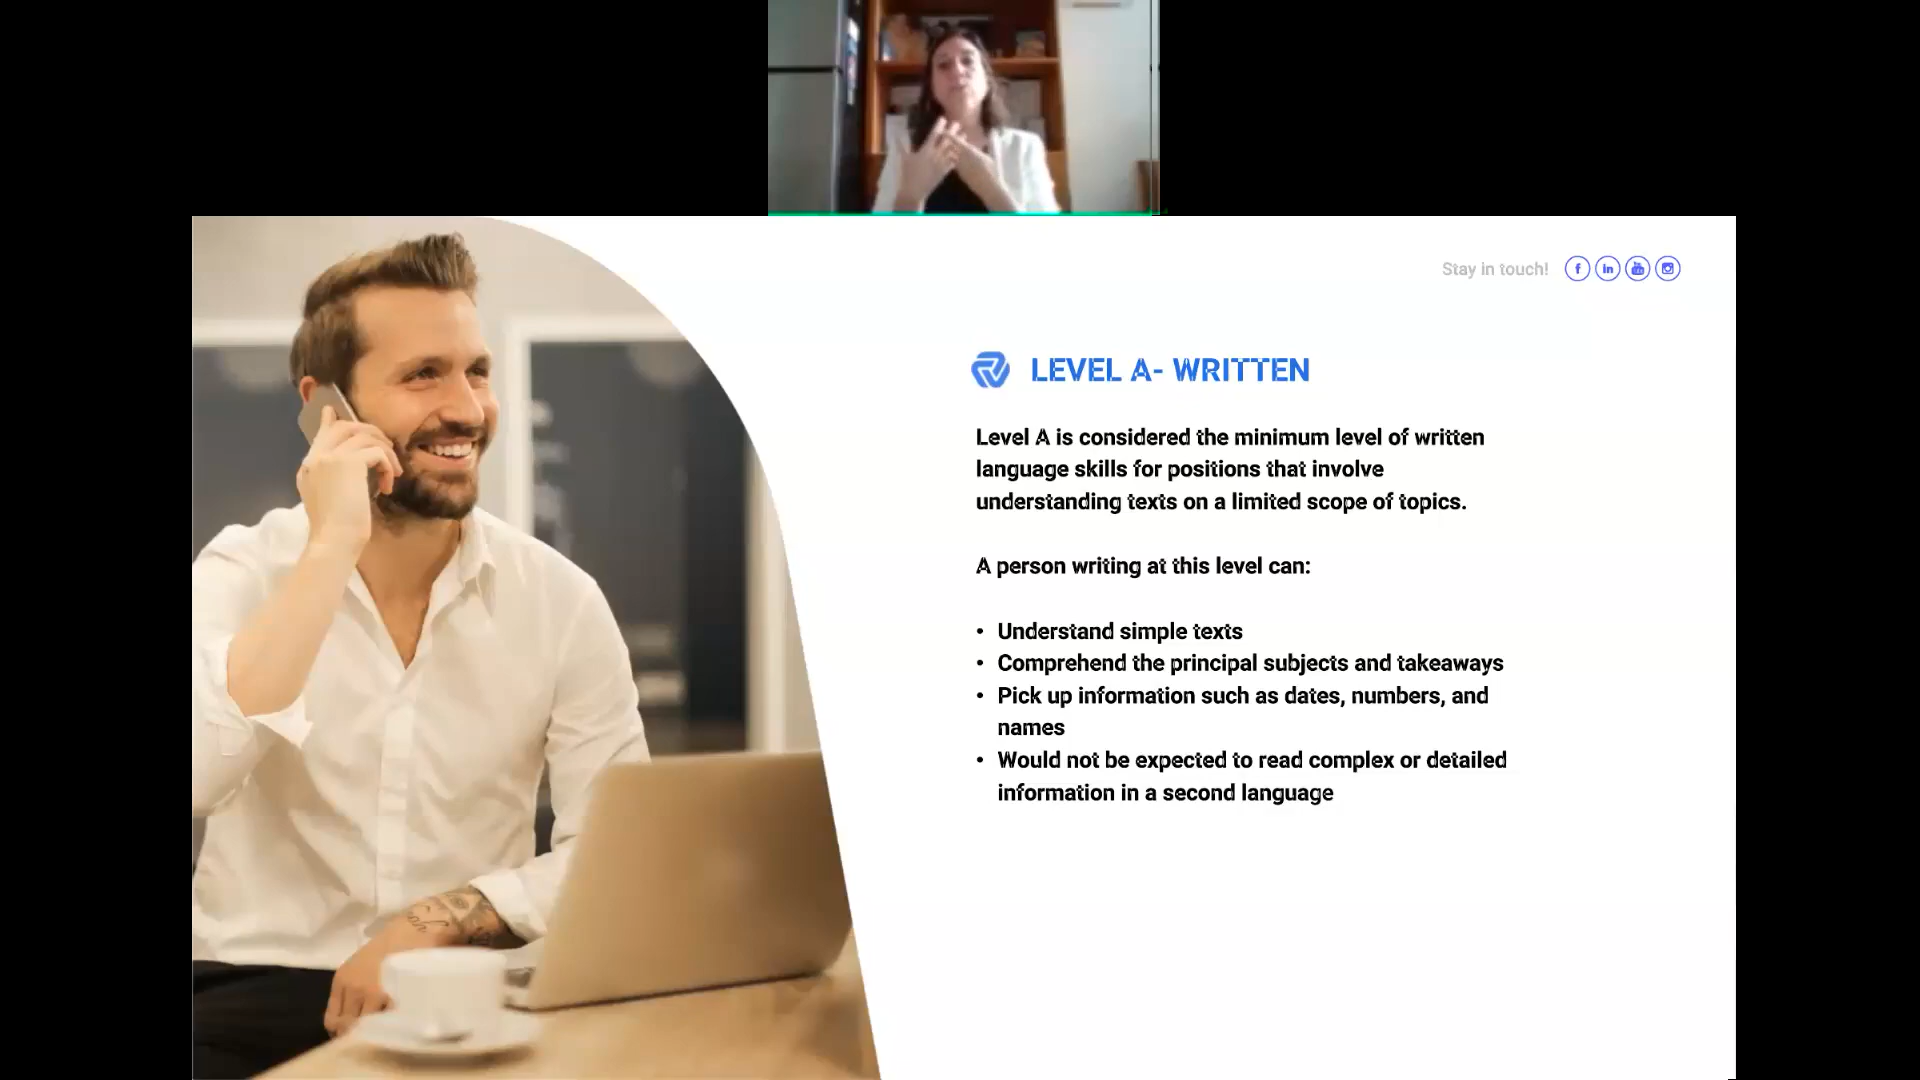 Stay in touch!
LEVEL A- WRITTEN
Level A is considered the minimum level of written
language skills for positions that involve
understanding texts on a limited scope of topics.
A person writing at this level can:
• Understand simple texts
• Comprehend the principal subjects and takeaways
• Pick up information such as dates, numbers, and
names
• Would not be expected to read complex or detailed
information in a second language